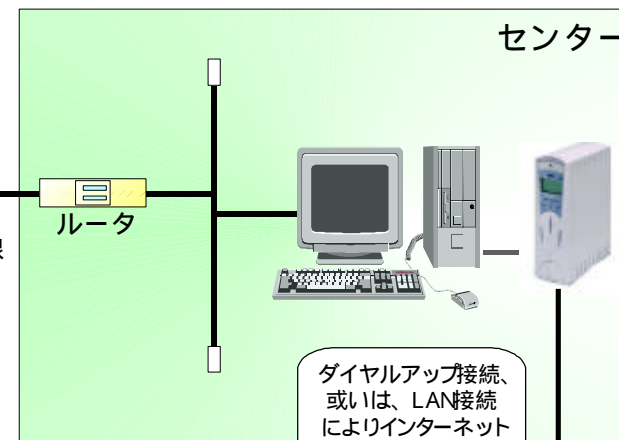 センター
ルータ
線
ダイヤルアップ接続、
或いは、LAN接続
によりインターネット